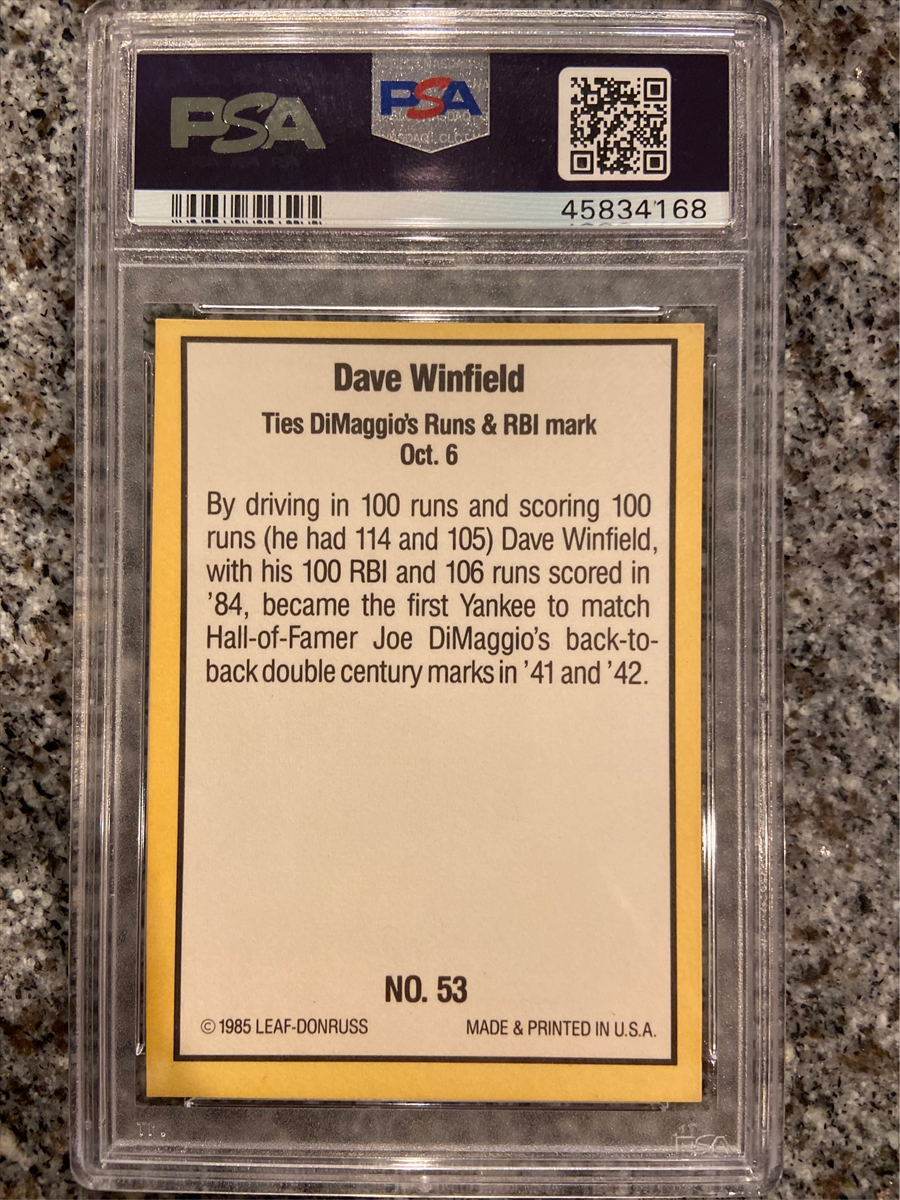 PSA
PSA
45834168
Dave Winfield
Ties DiMaggio's Runs & RBI mark
Oct. 6
By driving in 100 runs and scoring 100
runs (he had 114 and 105) Dave Winfield,
with his 100 RBI and 106 runs scored in
'84, became the first Yankee to match
Hall-of-Famer Joe DiMaggio's back-to-
back double century marks in '41 and '42.
NO. 53
© 1985 LEAF-DONRUSS MADE & PRINTED IN U.S.A.
PSA